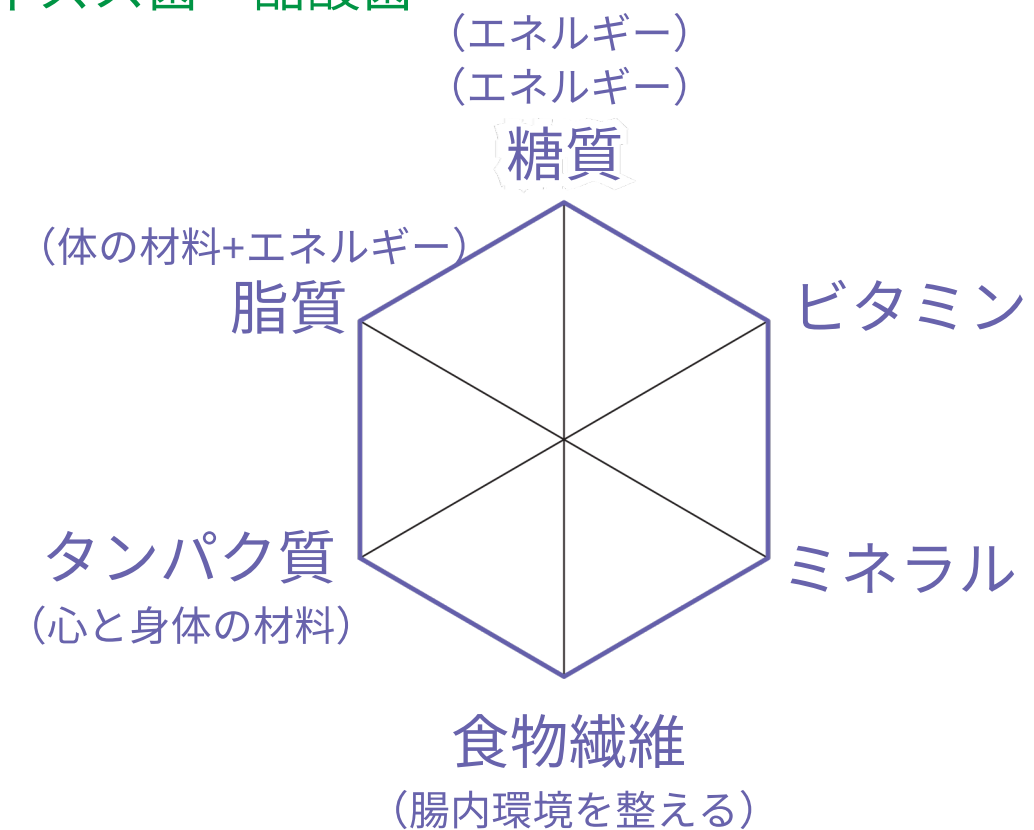 （エネルギー）
（エネルギー）
糖質
（体の材料+エネルギー）
脂質
ビタミン
タンパク質
（心と身体の材料）
ミネラル
食物繊維
（腸内環境を整える）